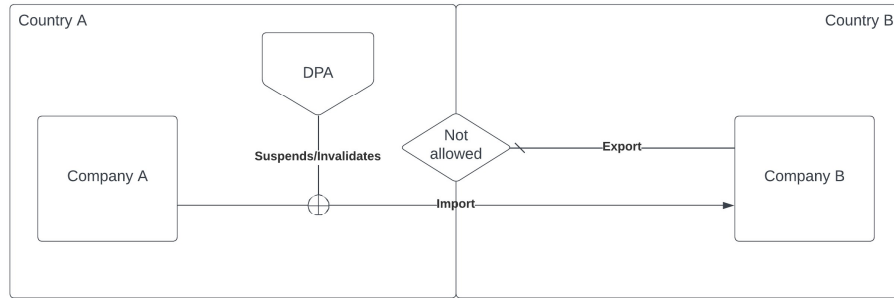 Country A
Country B
DPA
Not
allowed
Suspends/Invalidates
Export
Company A
Company B
Import